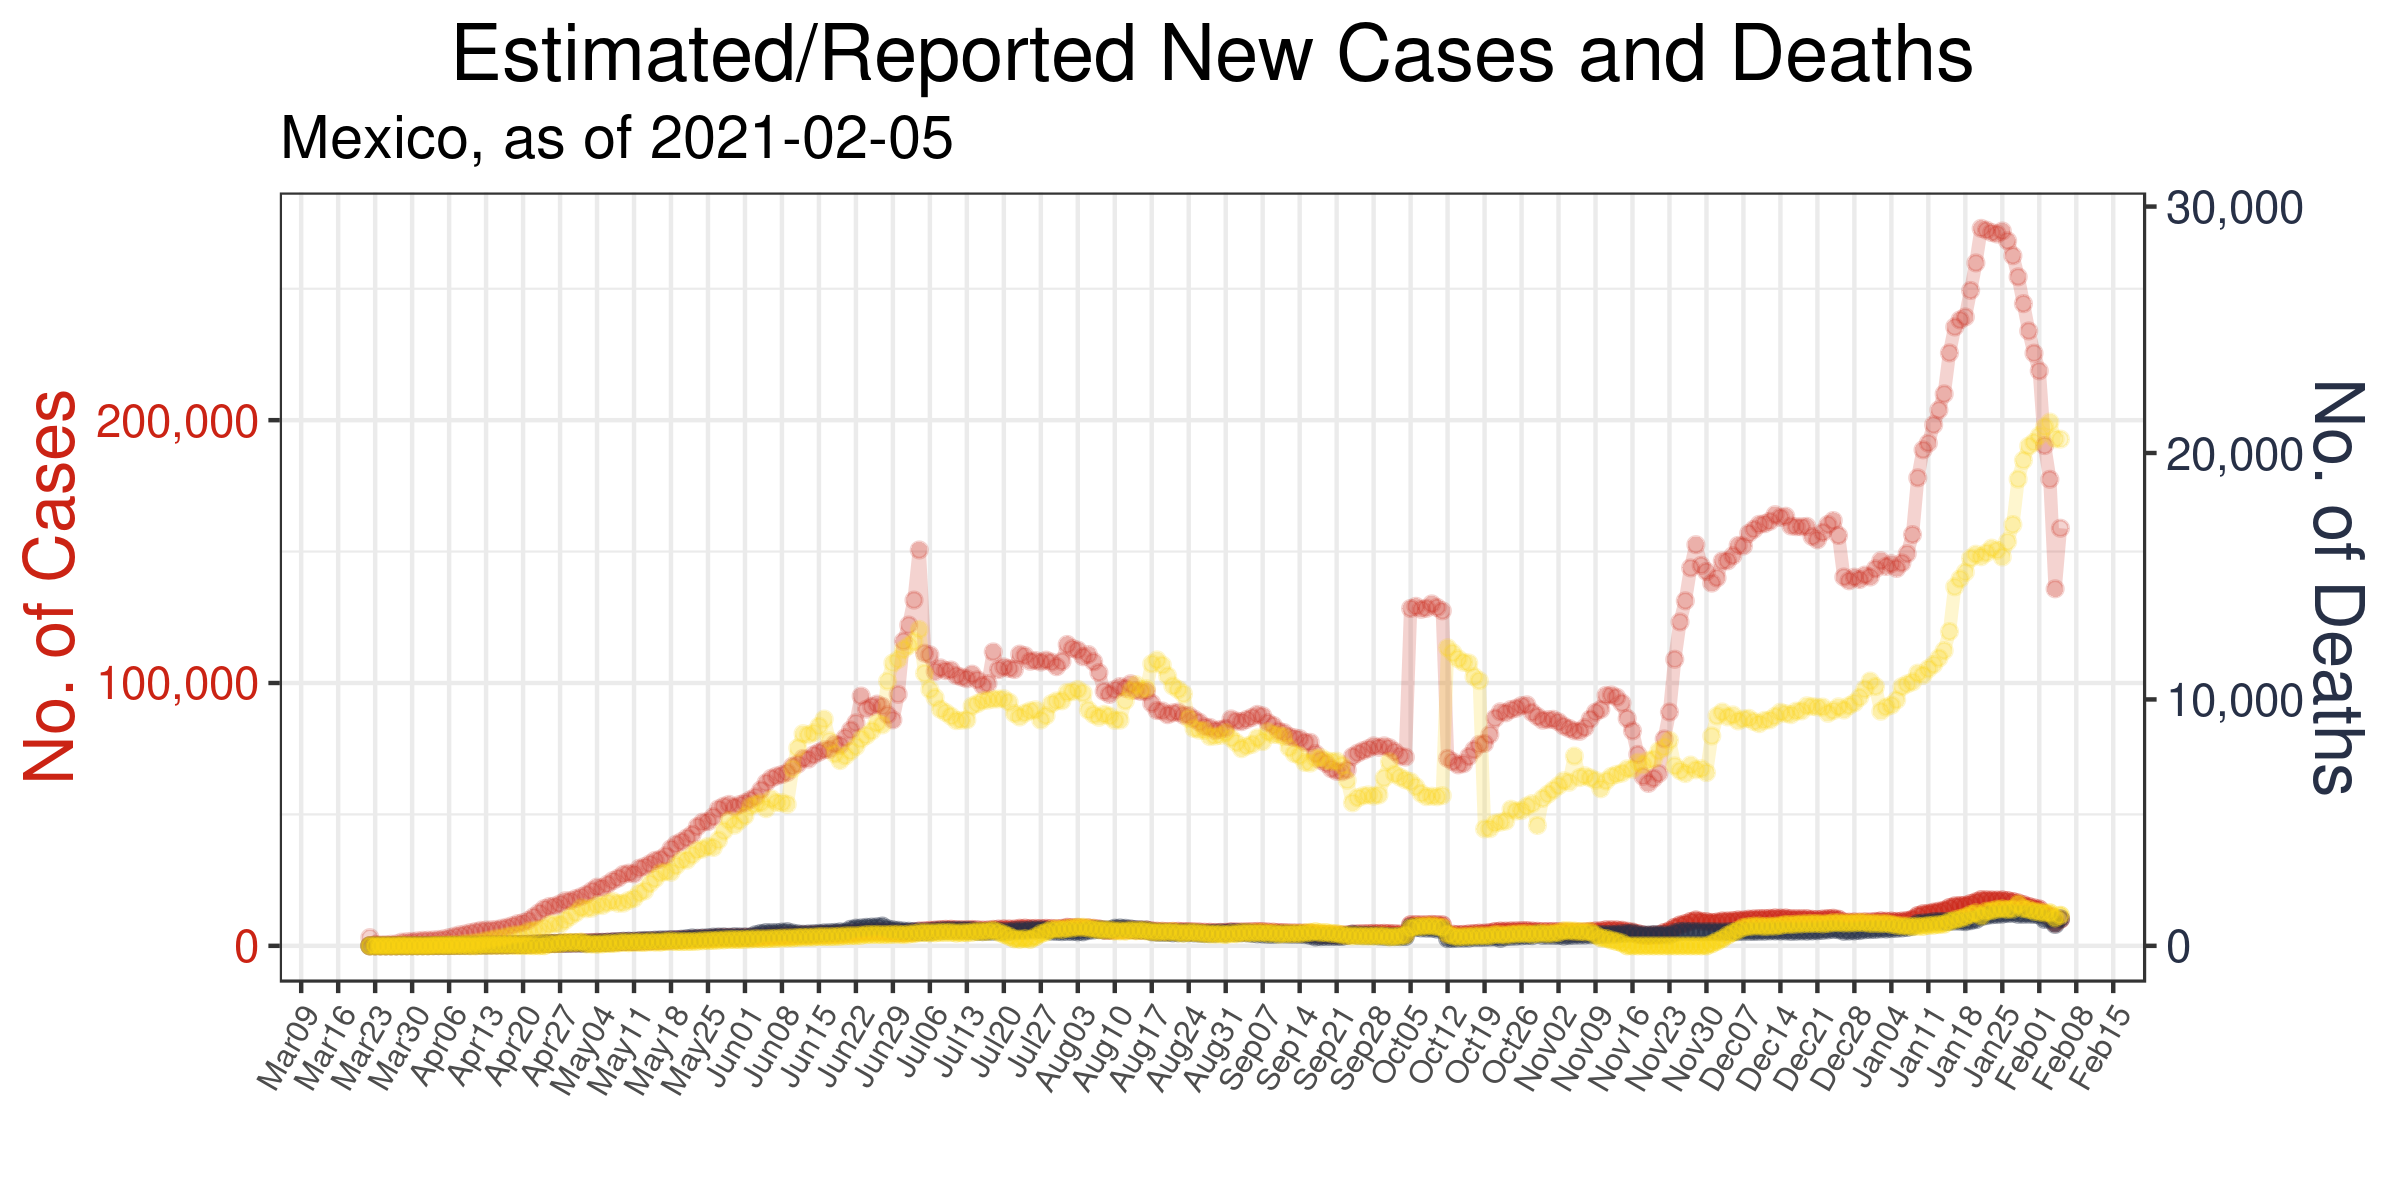 Estimated/Reported New Cases and Deaths
Mexico, as of 2021-02-05
No. of Cases
200,000
100,000
0
30,000
20,000
10,000
0
No. of Deaths
Mar09 Mar16 Mar23 Mar30 Apr06 Apr13 Apr20 Apr27 May04 May11 May18 May25 Jun01 Jun08 Jun15 Jun22 Jun29 Jul06 Jul13 Jul20 Jul27 Aug03 Aug10 Aug17 Aug24 Aug31 Sep07 Sep14 Sep21 Sep28 Oct05 Oct12 Oct19 Oct26 Nov02 Nov09 Nov16 Nov23 Nov30 Dec07 Dec14 Dec21 Dec28 Jan04 Jan11 Jan18 Jan25 Feb01 Feb08 Feb15